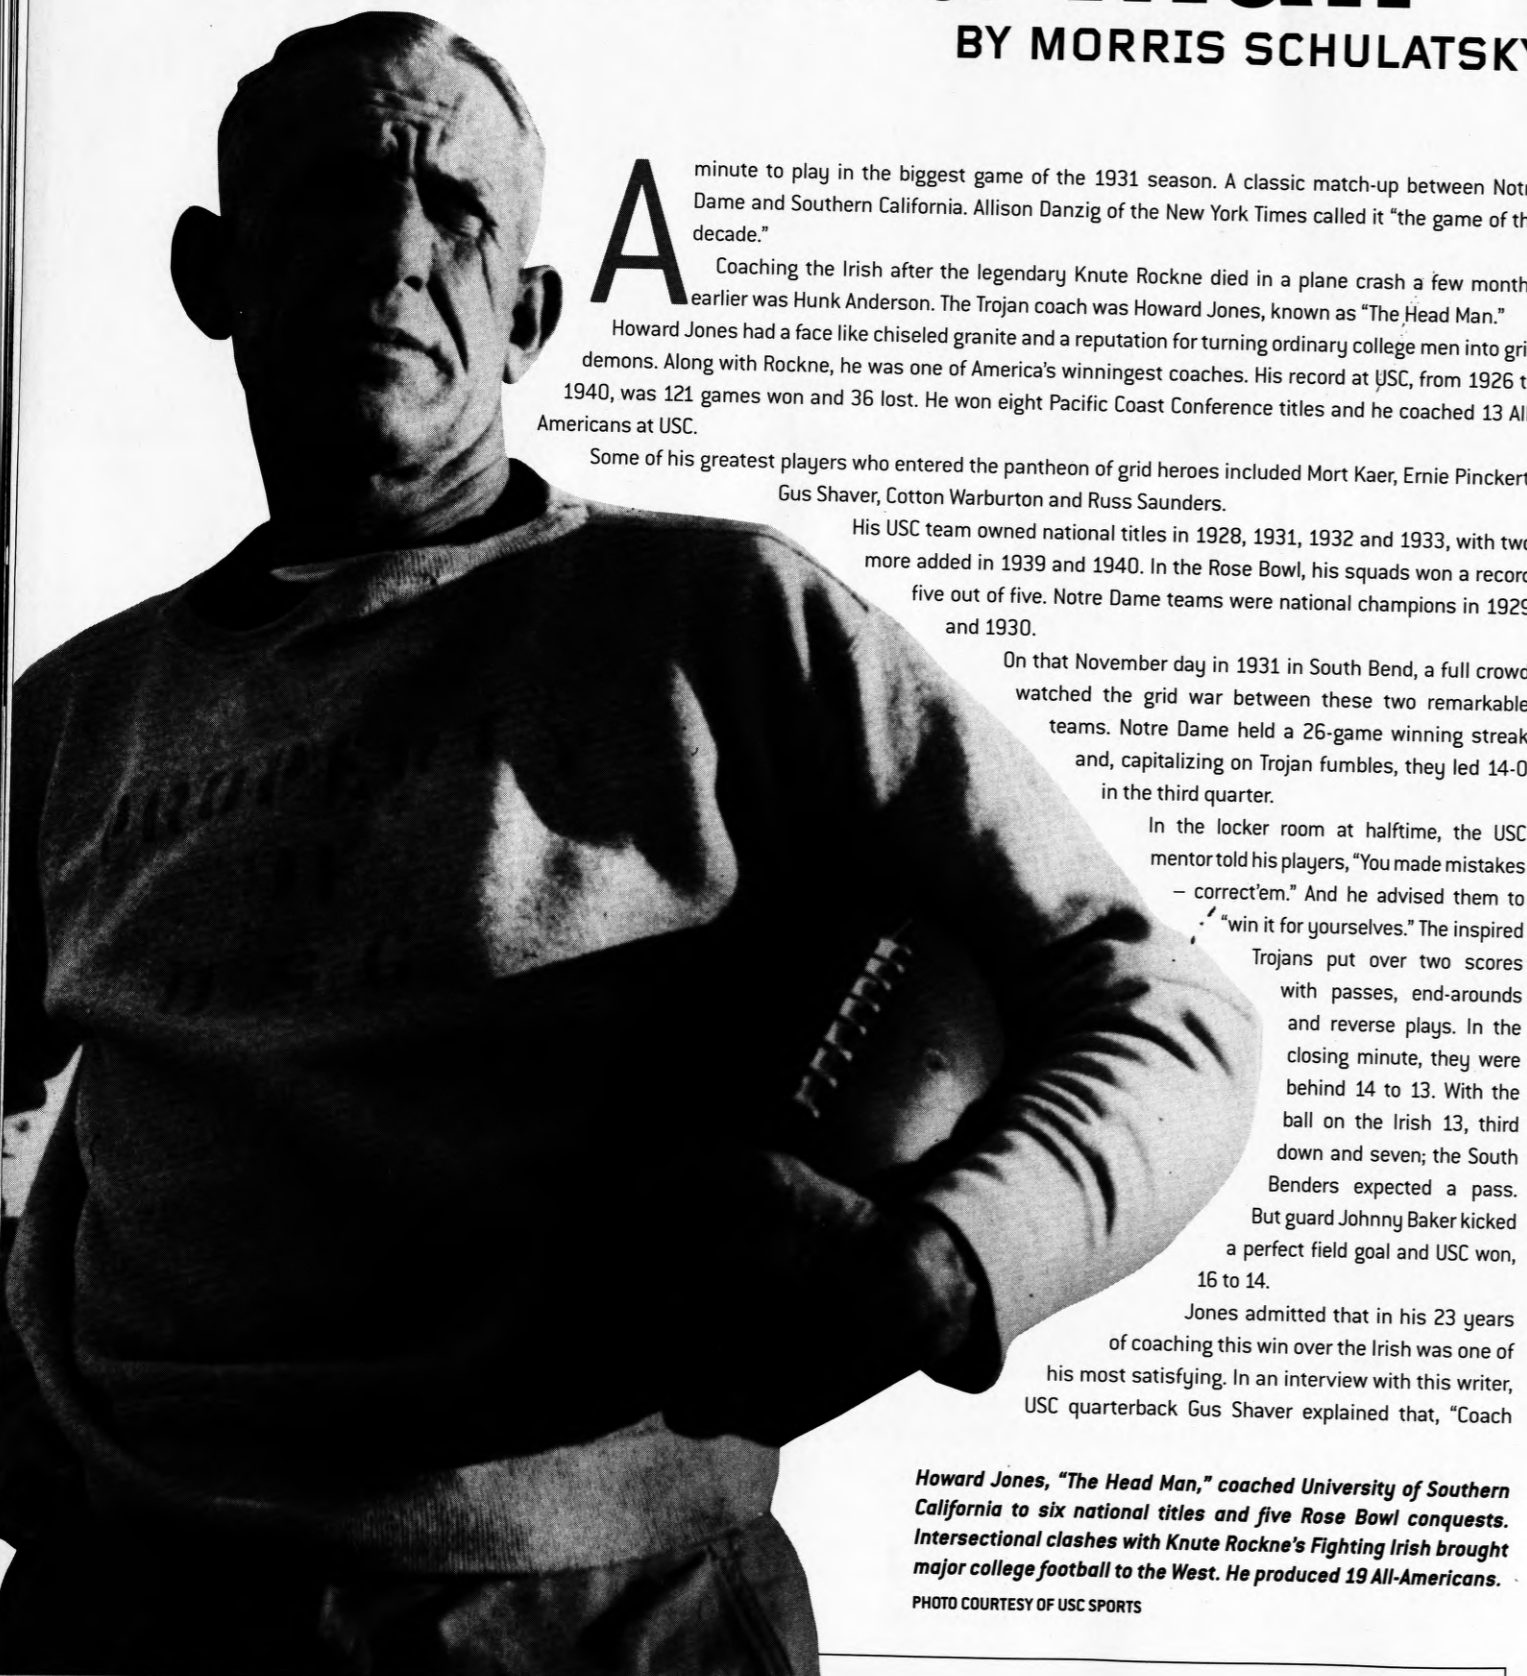 BY MORRIS SCHULATSKY
A minute to play in the biggest game of the 1931 season. A classic match-up between Notr
Dame and Southern California. Allison Danzig of the New York Times called it “the game of th
decade.”
Coaching the Irish after the legendary Knute Rockne died in a plane crash a few month
earlier was Hunk Anderson. The Trojan coach was Howard Jones, known as “The Head Man.”
Howard Jones had a face like chiseled granite and a reputation for turning ordinary college men into gri
demons. Along with Rockne, he was one of America’s winningest coaches. His record at USC, from 1926 t
1940, was 121 games won and 36 lost. He won eight Pacific Coast Conference titles and he coached 13 All
Americans at USC.
Some of his greatest players who entered the pantheon of grid heroes included Mort Kaer, Ernie Pinckert
Gus Shaver, Cotton Warburton and Russ Saunders.
His USC team owned national titles in 1928, 1931, 1932 and 1933, with two
more added in 1939 and 1940. In the Rose Bowl, his squads won a record
five out of five. Notre Dame teams were national champions in 1929
and 1930.
On that November day in 1931 in South Bend, a full crowd
watched the grid war between these two remarkable
teams. Notre Dame held a 26-game winning streak
and, capitalizing on Trojan fumbles, they led 14-0
in the third quarter.
In the locker room at halftime, the USC
mentor told his players, “You made mistakes
– correct’em.” And he advised them to
“win it for yourselves.” The inspired
Trojans put over two scores
with passes, end-arounds
and reverse plays. In the
closing minute, they were
behind 14 to 13. With the
ball on the Irish 13, third
down and seven; the South
Benders expected a pass.
But guard Johnny Baker kicked
a perfect field goal and USC won,
16 to 14.
Jones admitted that in his 23 years
of coaching this win over the Irish was one of
his most satisfying. In an interview with this writer,
USC quarterback Gus Shaver explained that, “Coach
Howard Jones, “The Head Man,” coached University of Southern
California to six national titles and five Rose Bowl conquests.
Intersectional clashes with Knute Rockne’s Fighting Irish brought
major college football to the West. He produced 19 All-Americans.
PHOTO COURTESY OF USC SPORTS